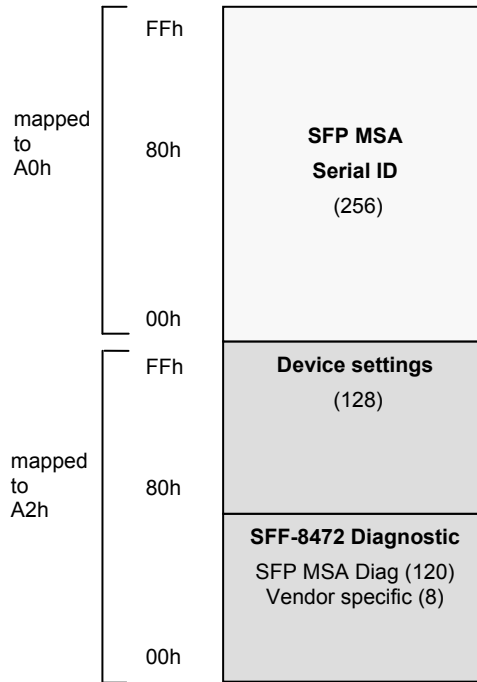 FFh
mapped
to
A0h
80h
SFP MSA
Serial ID
(256)
00h
FFh
Device settings
(128)
mapped
to
A2h
80h
SFF-8472 Diagnostic
SFP MSA Diag (120)
Vendor specific (8)
00h